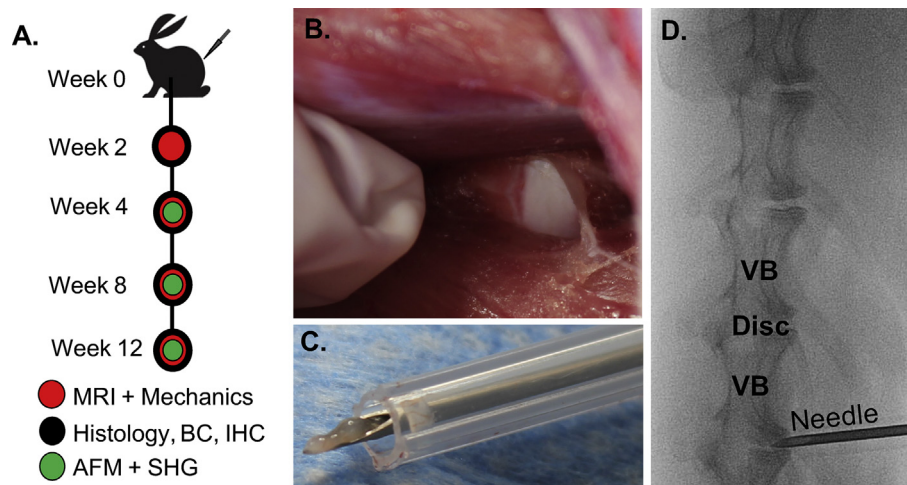 A.
Week 0
Week 2
Week 4
Week 8
Week 12
MRI + Mechanics
Histology, BC, IHC
AFM + SHG
B.
C.
D.
VB
Disc
VB
Needle